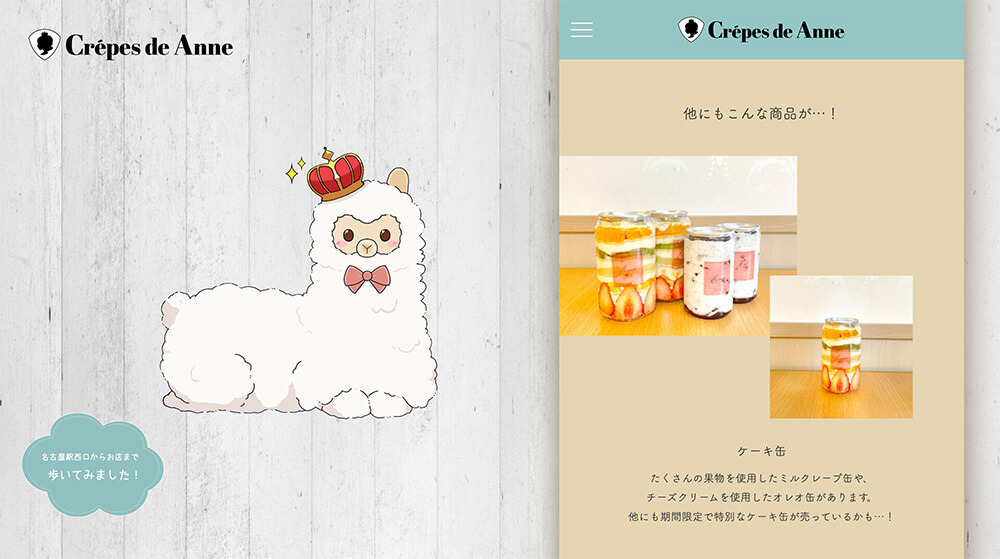 Crépes de Anne
名古屋駅西口からお店まで
歩いてみました！
Crépes de Anne
他にもこんな商品が…！
ケーキ缶
たくさんの果物を使用したミルクレープ缶や、
チーズクリームを使用したオレオ缶があります。
他にも期間限定で特別なケーキ缶が売っているかも…！